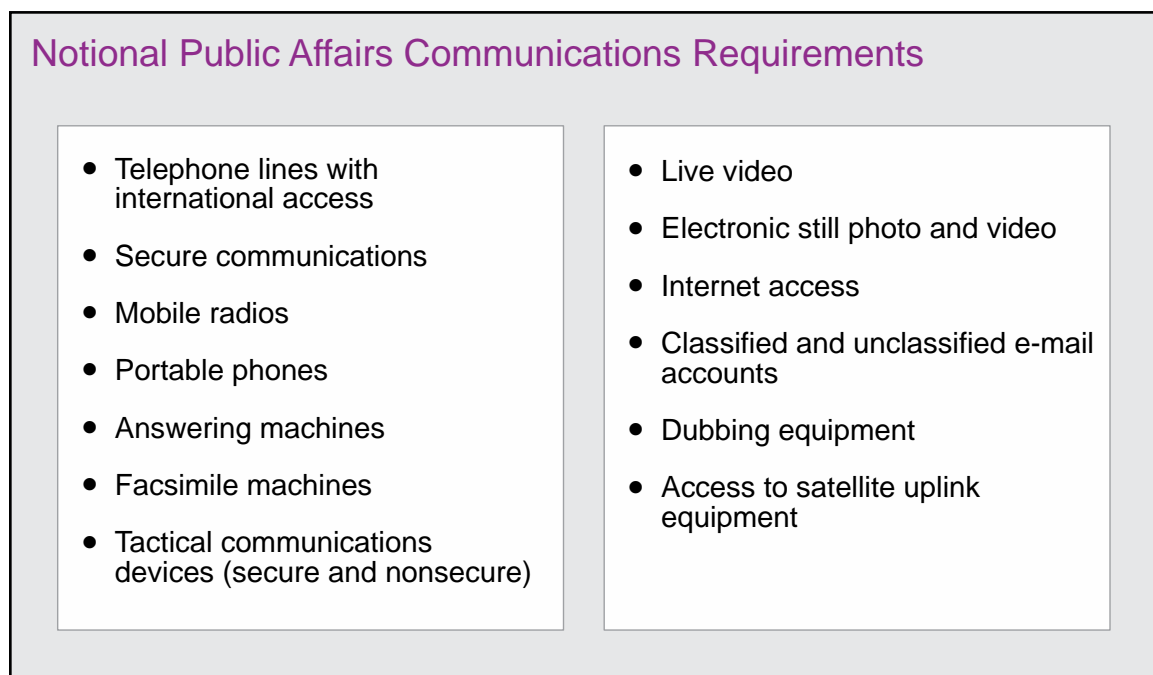 Notional Public Affairs Communications Requirements
• Telephone lines with
international access
• Secure communications
• Mobile radios
• Portable phones
• Answering machines
• Facsimile machines
• Tactical communications
devices (secure and nonsecure)
• Live video
• Electronic still photo and video
• Internet access
• Classified and unclassified e-mail
accounts
• Dubbing equipment
• Access to satellite uplink
equipment